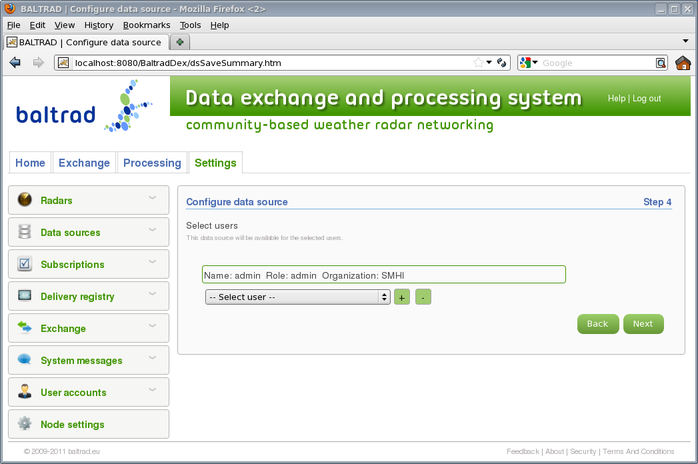 BALTRAD | Configure data source - Mozilla Firefox <2>
File Edit View History Bookmarks Tools Help
BALTRAD | Configure data source
localhost:8080/BaltradDex/dsSaveSummary.htm
Google
baltrad
Data exchange and processing system
Help | Log out
community-based weather radar networking
Home Exchange Processing Settings
Radars
Data sources
Subscriptions
Delivery registry
Exchange
System messages
User accounts
Node settings
Configure data source Step 4
Select users
This data source will be available for the selected users.
Name: admin Role: admin Organization: SMHI
-- Select user -- + -
Back Next
© 2009-2011 baltrad.eu
Feedback | About | Security | Terms And Conditions